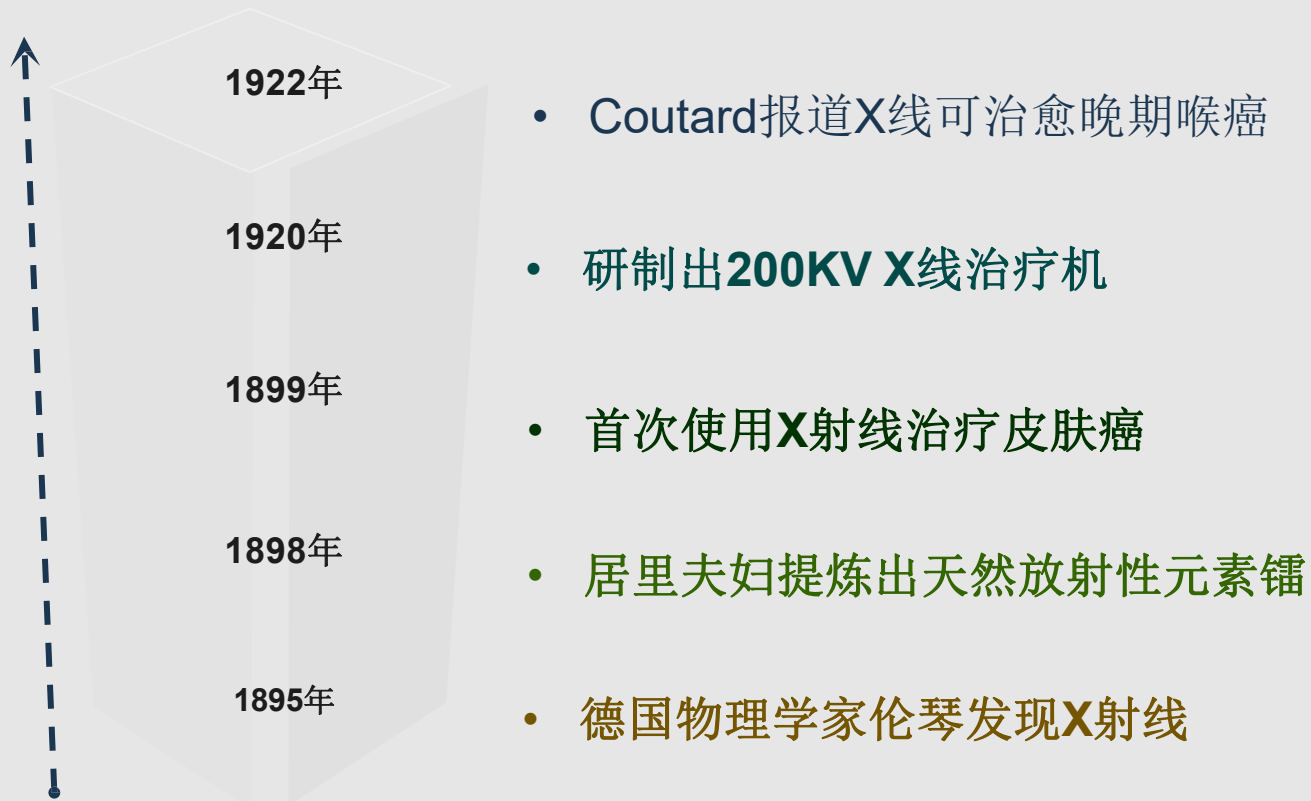 1922年
• Coutard报道X线可治愈晚期喉癌
1920年
• 研制出200KV X线治疗机
1899年
• 首次使用X射线治疗皮肤癌
1898年
• 居里夫妇提炼出天然放射性元素镭
1895年
• 德国物理学家伦琴发现X射线